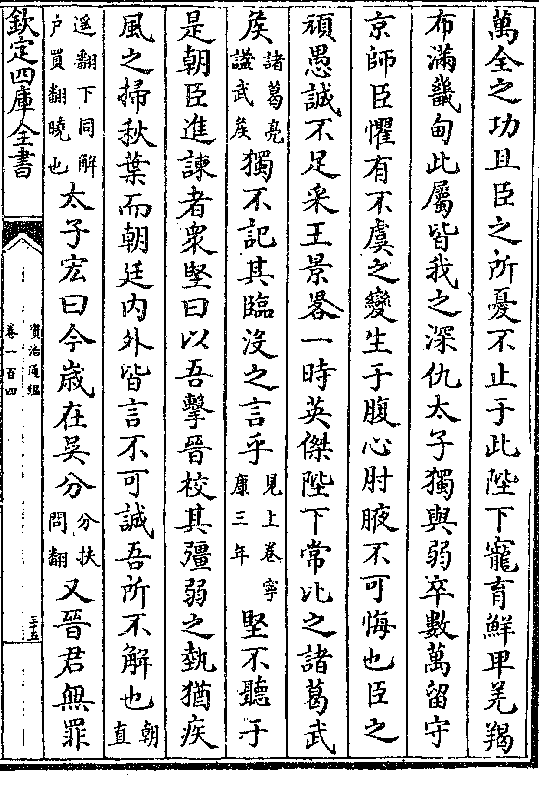 萬全之功且臣之所憂不止于此陛下寵育鮮卑羌羯
布滿畿甸此屬皆我之深仇太子獨與弱卒數萬留守
京師臣懼有不虞之變生于腹心肘腋不可悔也臣之
頑愚誠不足采王景畧一時英傑陛下常比之諸葛武
矦諸葛亮諡武矦獨不記其臨沒之言乎見上卷寧康三年堅不聽于
是朝臣進諫者衆堅曰以吾擊晉校其彊弱之埶猶疾
風之掃秋葉而朝廷内外皆言不可誠吾所不解也朝直
遥翻下同解户買翻曉也太子宏曰今嵗在吳分分扶問翻又晉君無罪
欽定四庫全書
資治通鑑
卷一百四
三十五